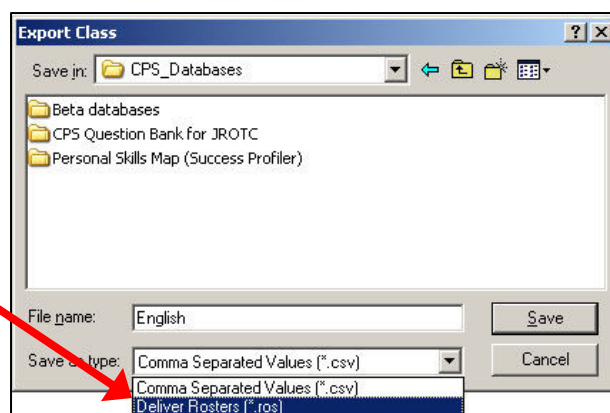 Export Class
Save in: CPS_Databases
Beta databases
CPS Question Bank for JROTC
Personal Skills Map (Success Profiler)
File name: English Save
Save as type: Comma Separated Values (*.csv) Cancel
Comma Separated Values (*.csv)
Deliver Rosters (*.ros)